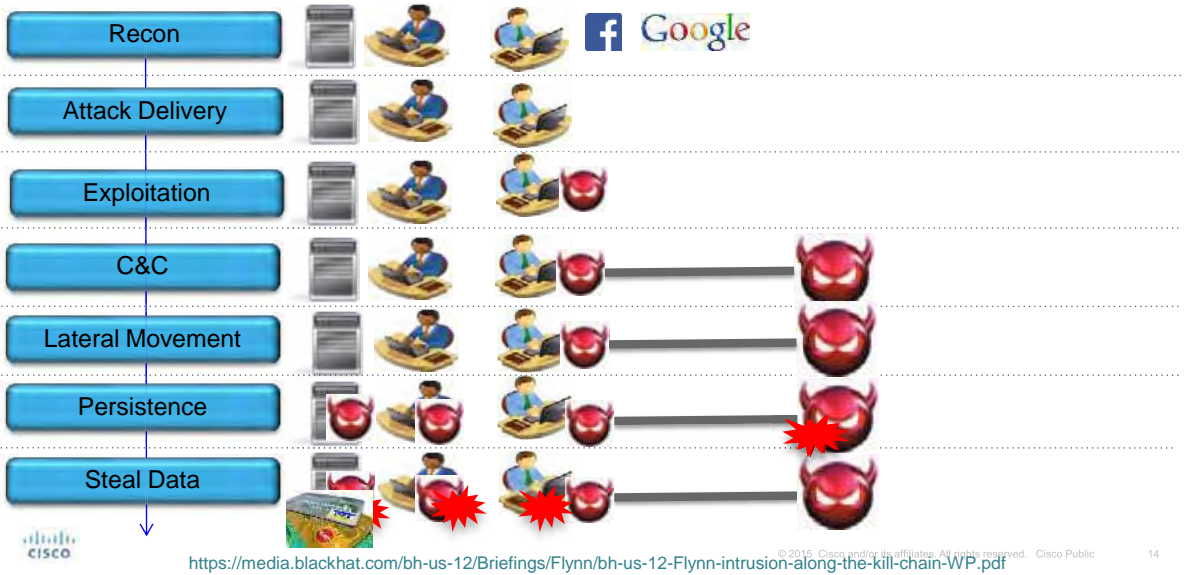 Recon
Google
Attack Delivery
Exploitation
C&C
Lateral Movement
Persistence
Steal Data
CISCO
© 2015 Cisco and/or its affiliates. All rights reserved. Cisco Public
14
https://media.blackhat.com/bh-us-12/Briefings/Flynn/bh-us-12-Flynn-intrusion-along-the-kill-chain-WP.pdf